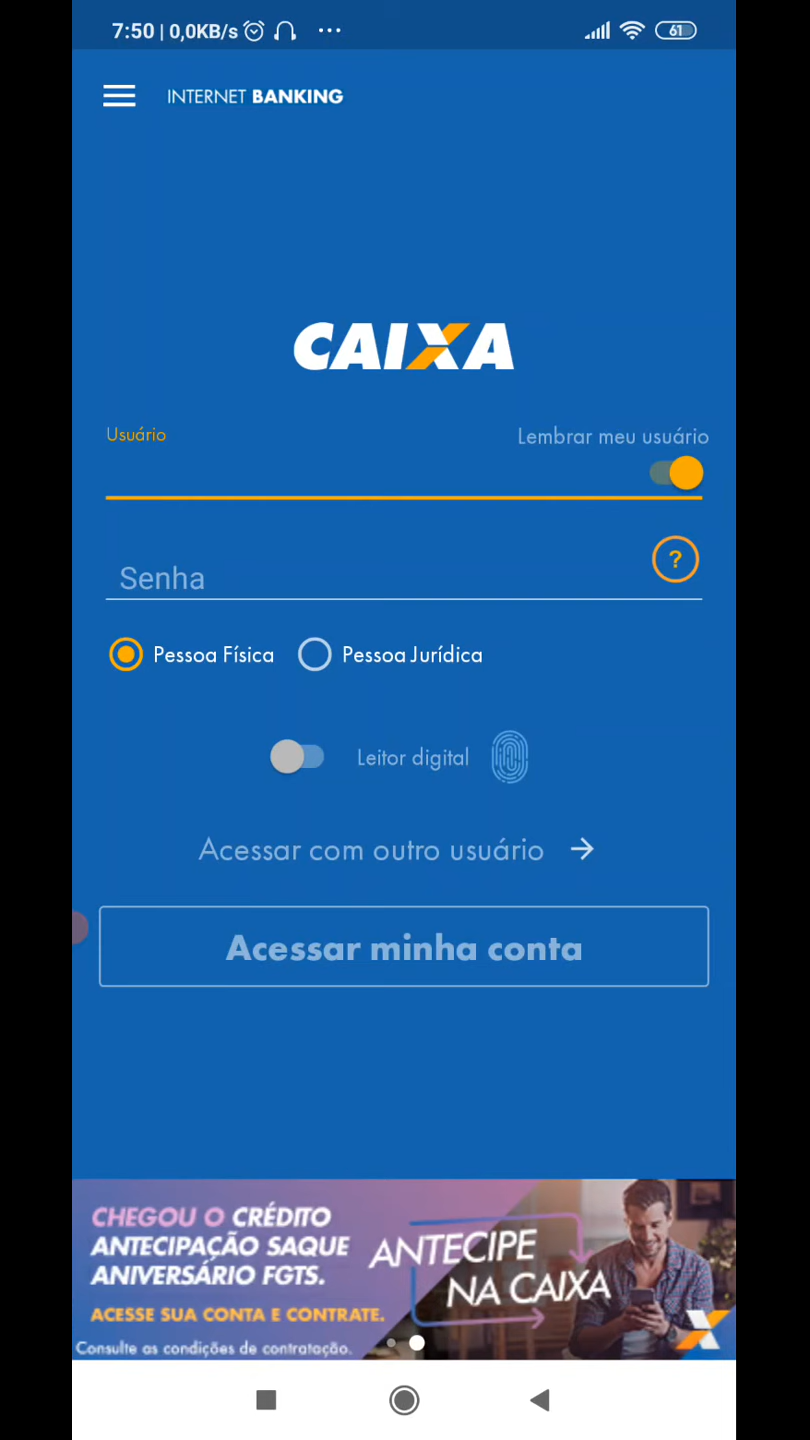 7:50 | 0,0KB/s ... 61
INTERNET BANKING
CAIXA
Usuário
Lembrar meu usuário
Senha
?
Pessoa Física
Pessoa Jurídica
Leitor digital
Acessar com outro usuário
Acessar minha conta
CHEGOU O CRÉDITO
ANTECIPAÇÃO SAQUE
ANIVERSÁRIO FGTS.
ACESSE SUA CONTA E CONTRATE.
Consulte as condições de contratação.
ANTECIPE
NA CAIXA